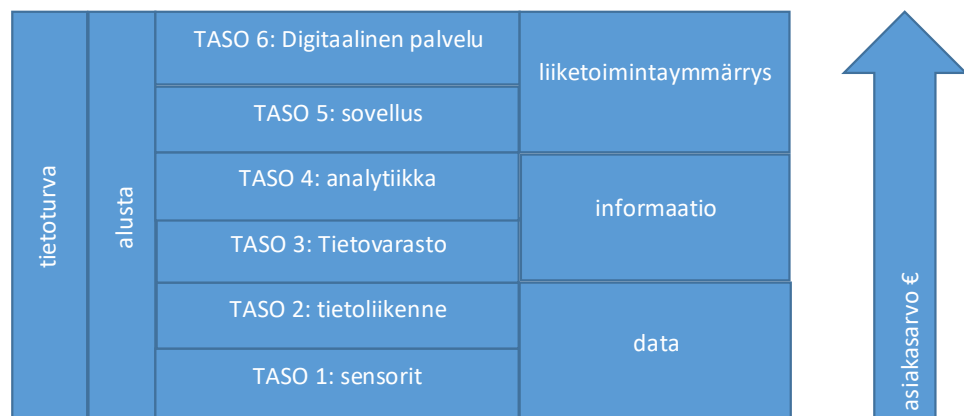 tietoturva
alusta
TASO 6: Digitaalinen palvelu
TASO 5: sovellus
TASO 4: analytiikka
TASO 3: Tietovarasto
TASO 2: tietoliikenne
TASO 1: sensorit
liiketoimintaymmärrys
informaatio
data
asiakasarvo €